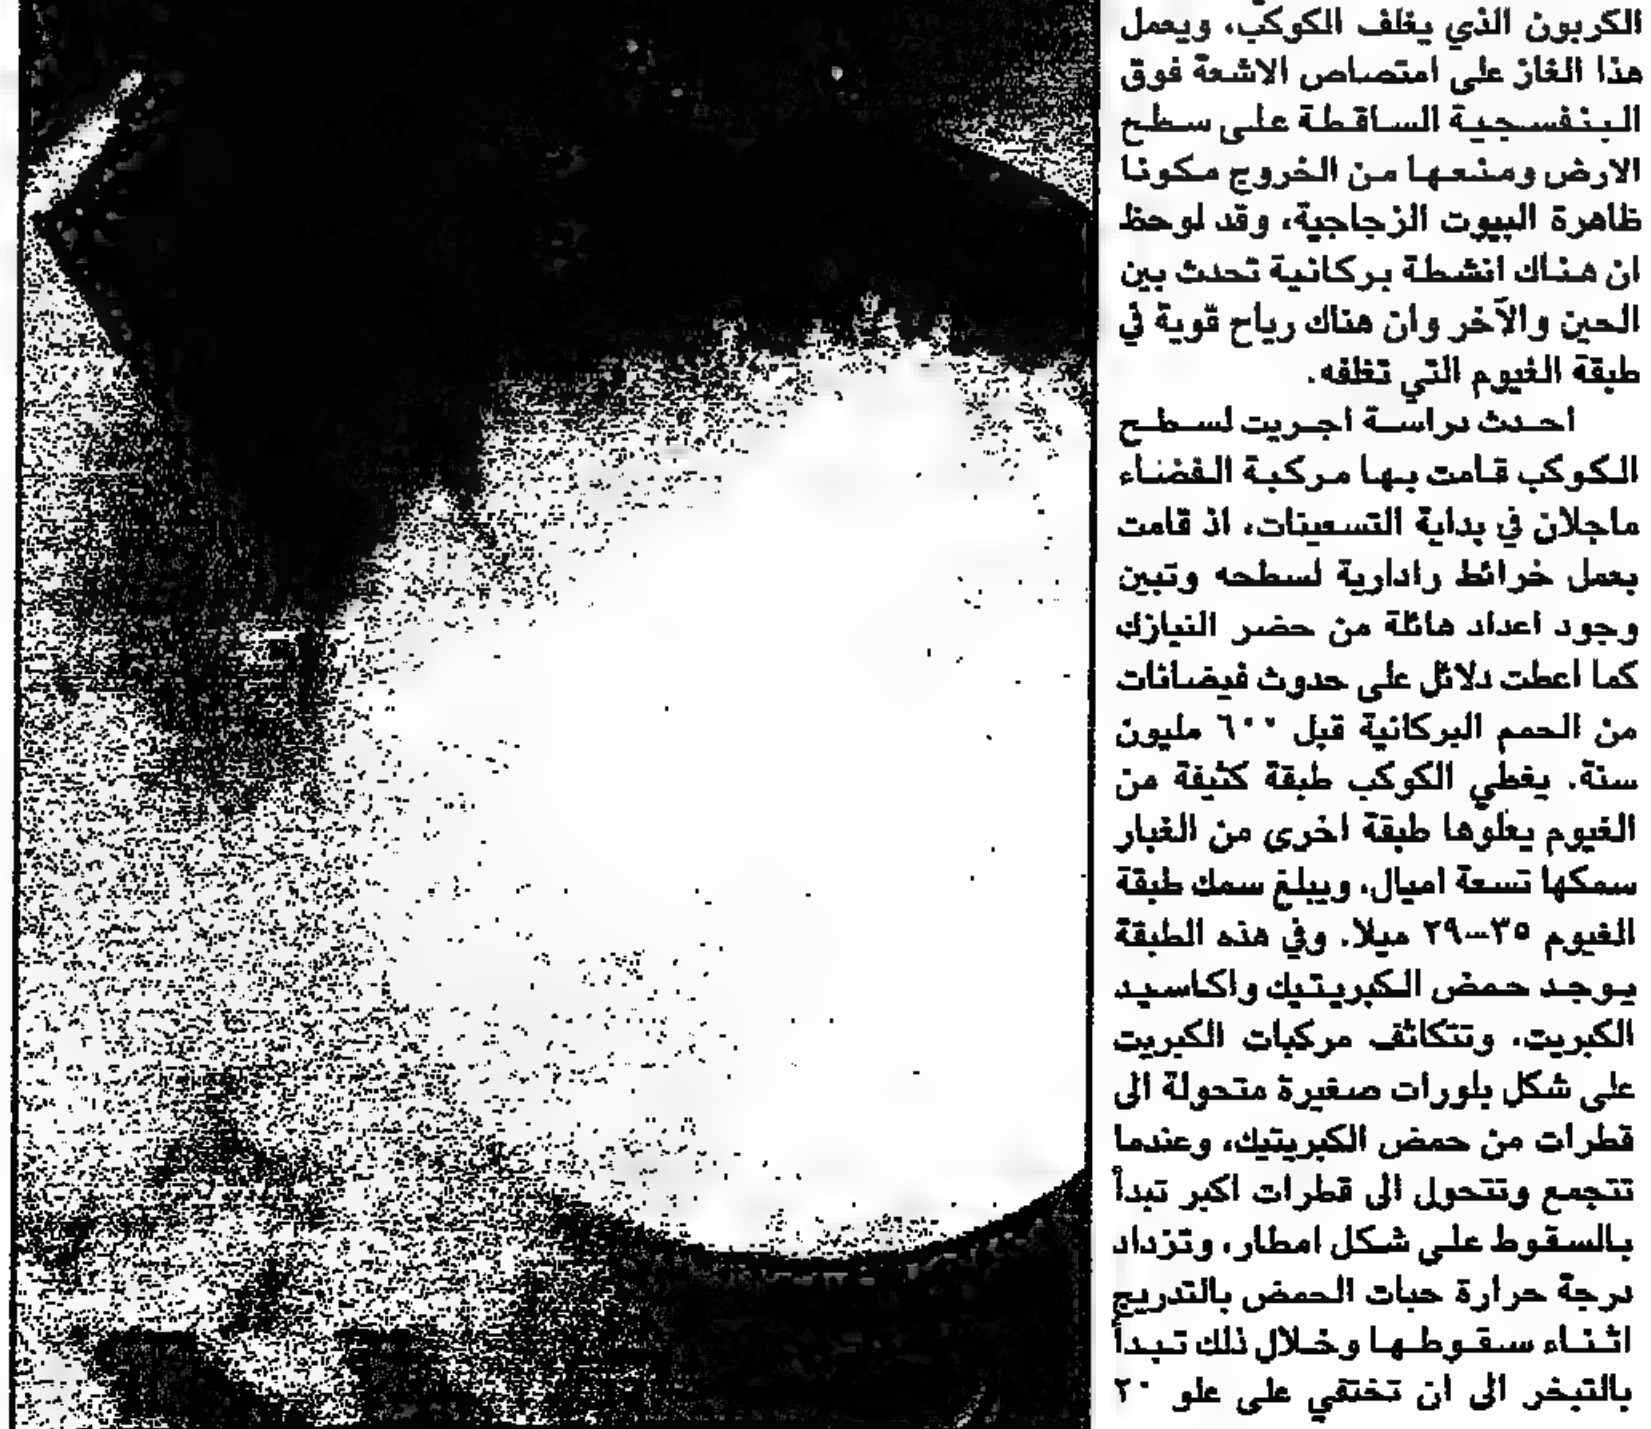 الكربون الذي يغلف الكوكب، ويعمل
هذا الغاز على امتصاص الاشعة فوق
البنفسجية الساقطة على سطح
الارض ومنعها من الخروج مكونا
ظاهرة البيوت الزجاجية، وقد لوحظ
ان هناك انشطة بركانية تحدث بين
الحين والآخر وان هناك رياح قوية في
طبقة الغيوم التي تغلفه.
احدث دراسة اجريت لسطح
الكوكب قامت بها مركبة الفضاء
ماجلان في بداية التسعينات، اذ قامت
بعمل خرائط رادارية لسطحه وتبين
وجود اعداد هائلة من حضر النيازك
كما اعطت دلائل على حدوث فيضانات
من الحمم البركانية قبل ٦٠٠ مليون
سنة. يغطي الكوكب طبقة كثيفة من
الغيوم يعلوها طبقة اخرى من الغبار
سمكها تسعة اميال، ويبلغ سمك طبقة
الغيوم ٣٥-٢٩ ميلا. وفي هذه الطبقة
يوجد حمض الكبريتيك واكاسيد
الكبريت، وتتكاثف مركبات الكبريت
على شكل بلورات صغيرة متحولة الى
قطرات من حمض الكبريتيك، وعندما
تتجمع وتتحول الى قطرات اكبر تبدأ
بالسقوط على شكل امطار، وتزداد
درجة حرارة حبات الحمض بالتدريج
اثناء سقوطها وخلال ذلك تبدأ
بالتبخر الى ان تختفي على علو ٢٠